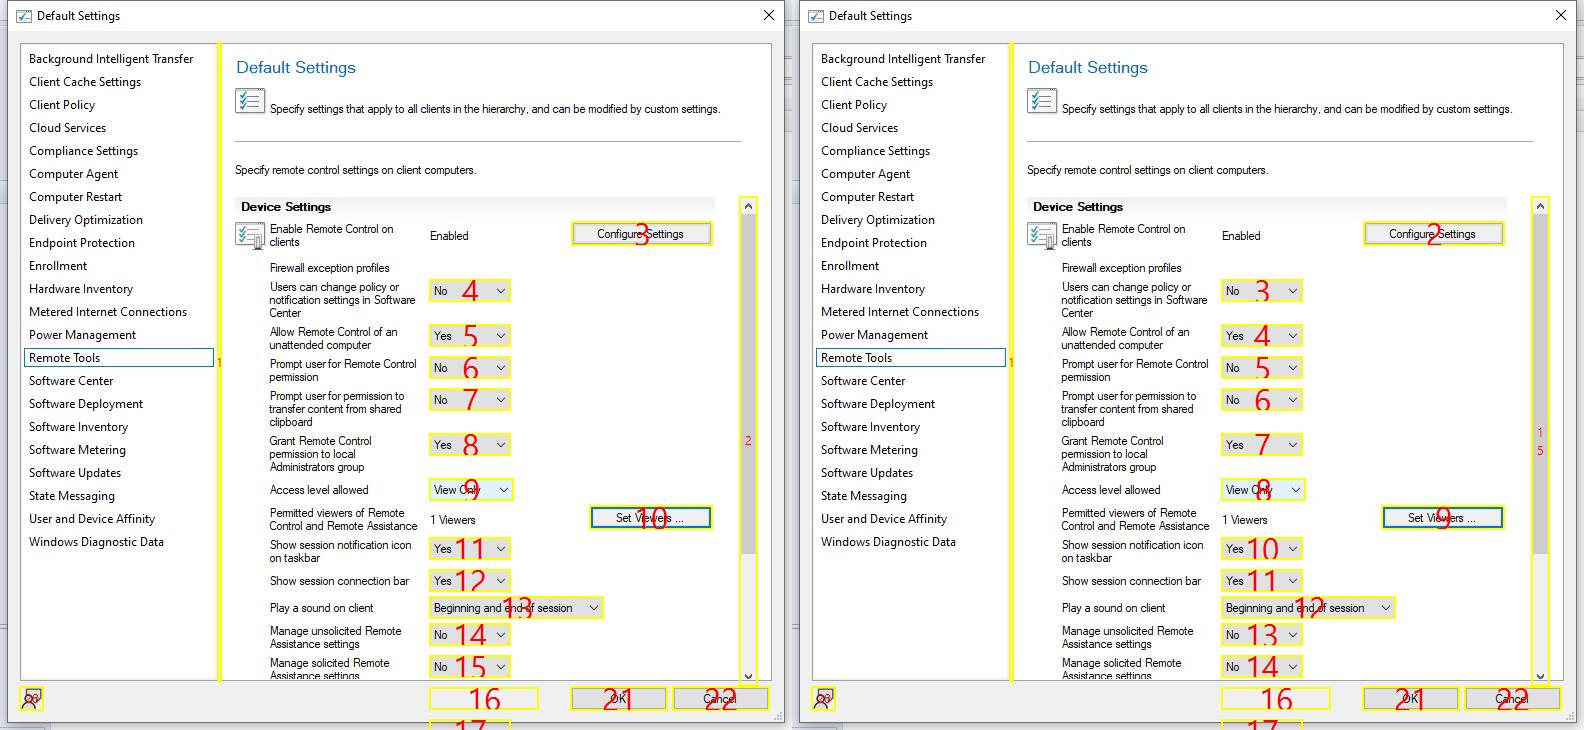 Default Settings
Background Intelligent Transfer
Client Cache Settings
Client Policy
Cloud Services
Compliance Settings
Computer Agent
Computer Restart
Delivery Optimization
Endpoint Protection
Enrollment
Hardware Inventory
Metered Internet Connections
Power Management
Remote Tools
Software Center
Software Deployment
Software Inventory
Software Metering
Software Updates
State Messaging
User and Device Affinity
Windows Diagnostic Data
1
Default Settings
Specify settings that apply to all clients in the hierarchy, and can be modified by custom settings.
Specify remote control settings on client computers.
Device Settings
Enable Remote Control on
clients
Enabled
Configure Settings
3
Firewall exception profiles
Users can change policy or
notification settings in Software
Center
No 4
Allow Remote Control of an
unattended computer
Yes 5
Prompt user for Remote Control
permission
No 6
Prompt user for permission to
transfer content from shared
clipboard
No 7
Grant Remote Control
permission to local
Administrators group
Yes 8
2
Access level allowed
View Only 9
Permitted viewers of Remote
Control and Remote Assistance
1 Viewers
Set Viewers ...
10
Show session notification icon
on taskbar
Yes 11
Show session connection bar
Yes 12
Play a sound on client
Beginning and end of session
13
Manage unsolicited Remote
Assistance settings
No 14
Manage solicited Remote
Assistance settings
No 15
16
OK 21
Cancel 22
17
Default Settings
Background Intelligent Transfer
Client Cache Settings
Client Policy
Cloud Services
Compliance Settings
Computer Agent
Computer Restart
Delivery Optimization
Endpoint Protection
Enrollment
Hardware Inventory
Metered Internet Connections
Power Management
Remote Tools
Software Center
Software Deployment
Software Inventory
Software Metering
Software Updates
State Messaging
User and Device Affinity
Windows Diagnostic Data
1
Default Settings
Specify settings that apply to all clients in the hierarchy, and can be modified by custom settings.
Specify remote control settings on client computers.
Device Settings
Enable Remote Control on
clients
Enabled
Configure Settings
2
Firewall exception profiles
Users can change policy or
notification settings in Software
Center
No 3
Allow Remote Control of an
unattended computer
Yes 4
Prompt user for Remote Control
permission
No 5
Prompt user for permission to
transfer content from shared
clipboard
No 6
Grant Remote Control
permission to local
Administrators group
Yes 7
1
5
Access level allowed
View Only 8
Permitted viewers of Remote
Control and Remote Assistance
1 Viewers
Set Viewers ...
9
Show session notification icon
on taskbar
Yes 10
Show session connection bar
Yes 11
Play a sound on client
Beginning and end of session
12
Manage unsolicited Remote
Assistance settings
No 13
Manage solicited Remote
Assistance settings
No 14
16
OK 21
Cancel 22
17